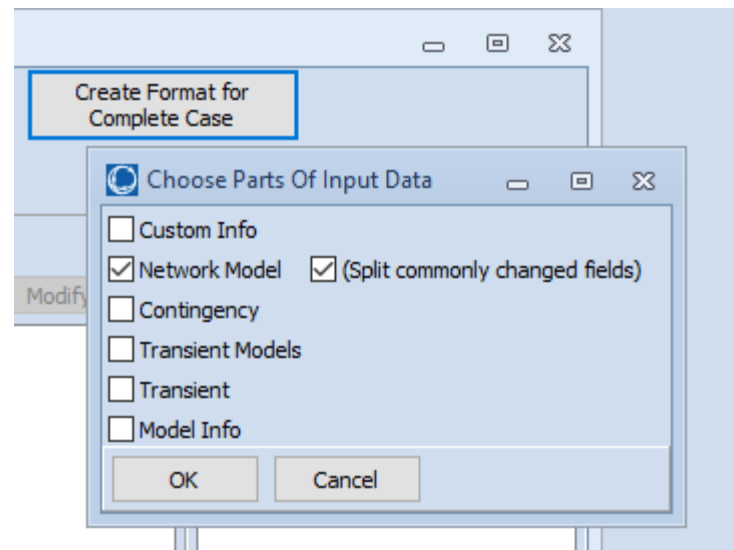 Create Format for
Complete Case
Choose Parts Of Input Data
Custom Info
Network Model (Split commonly changed fields)
Modify
Contingency
Transient Models
Transient
Model Info
OK Cancel